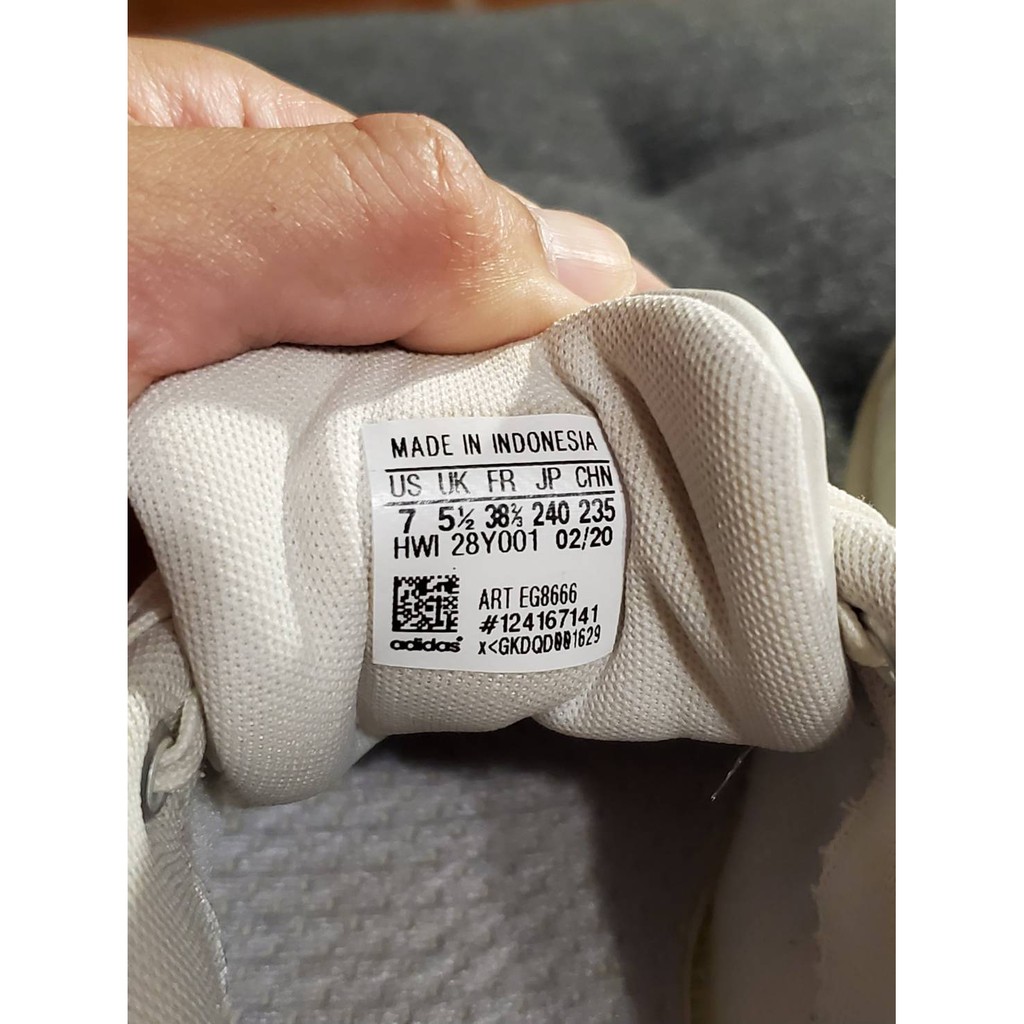 MADE IN INDONESIA
US UK FR JP CHN
7 5½ 38⅔ 240 235
HWI 28Y001 02/20
ART EG8666
#124167141
adidas x<GKDQD001629